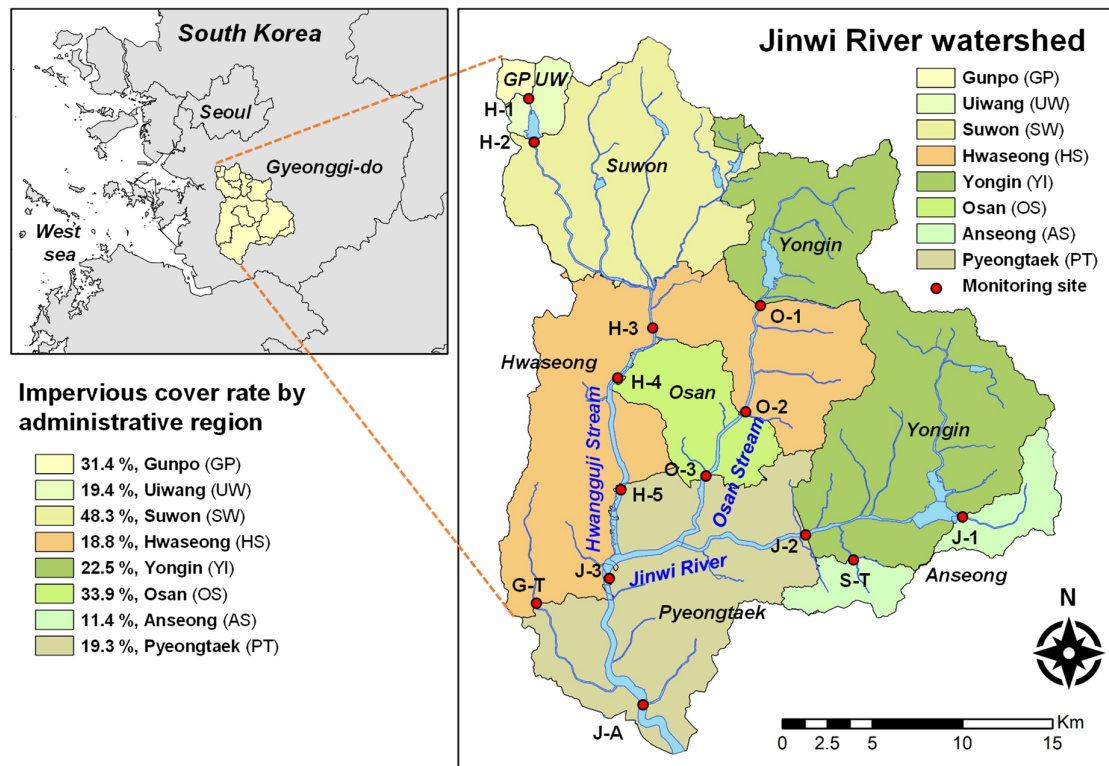 South Korea
Seoul
Gyeonggi-do
West
sea
Impervious cover rate by
administrative region
31.4 %, Gunpo (GP)
19.4 %, Uiwang (UW)
48.3 %, Suwon (SW)
18.8 %, Hwaseong (HS)
22.5 %, Yongin (YI)
33.9 %, Osan (OS)
11.4 %, Anseong (AS)
19.3 %, Pyeongtaek (PT)
Jinwi River watershed
Gunpo (GP)
Uiwang (UW)
Suwon (SW)
Hwaseong (HS)
Yongin (YI)
Osan (OS)
Anseong (AS)
Pyeongtaek (PT)
Monitoring site
GP UW
H-1
H-2
Suwon
Yongin
H-3
O-1
Hwaseong
H-4
Osan
O-2
Yongin
Hwangguji Stream
Osan Stream
O-3
H-5
J-1
J-2
J-3
Jinwi River
S-T
Anseong
G-T
Pyeongtaek
J-A
N
Km
0 2.5 5 10 15